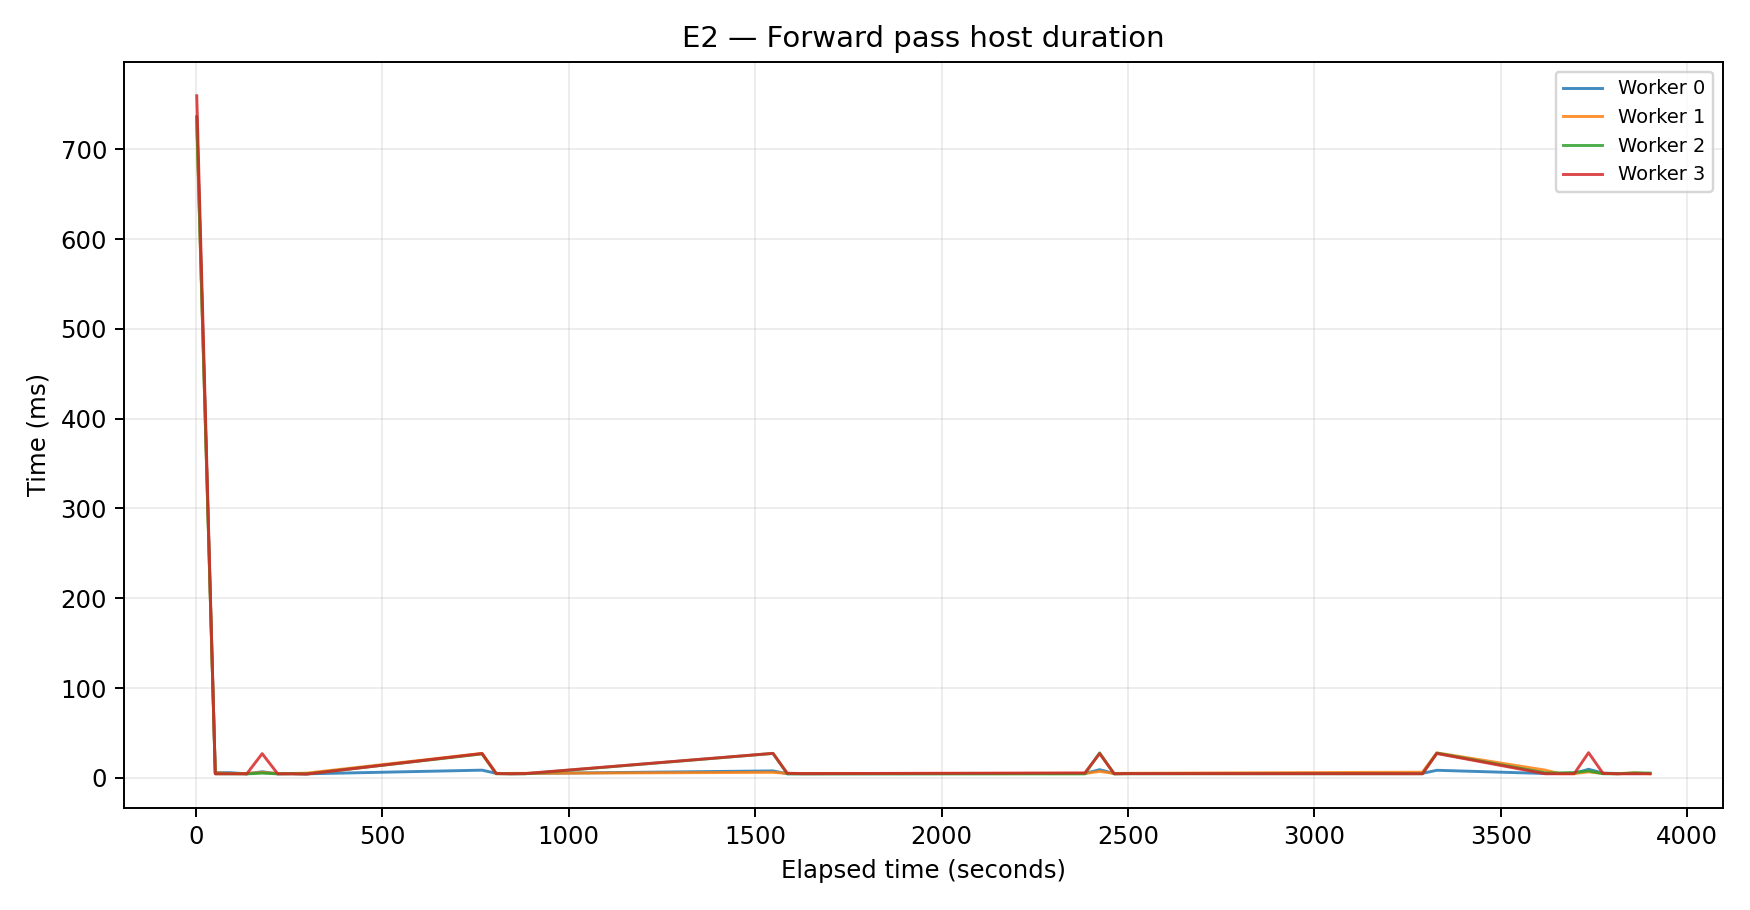 E2 — Forward pass host duration
Worker 0
Worker 1
Worker 2
Worker 3
Time (ms)
700
600
500
400
300
200
100
0
0 500 1000 1500 2000 2500 3000 3500 4000
Elapsed time (seconds)